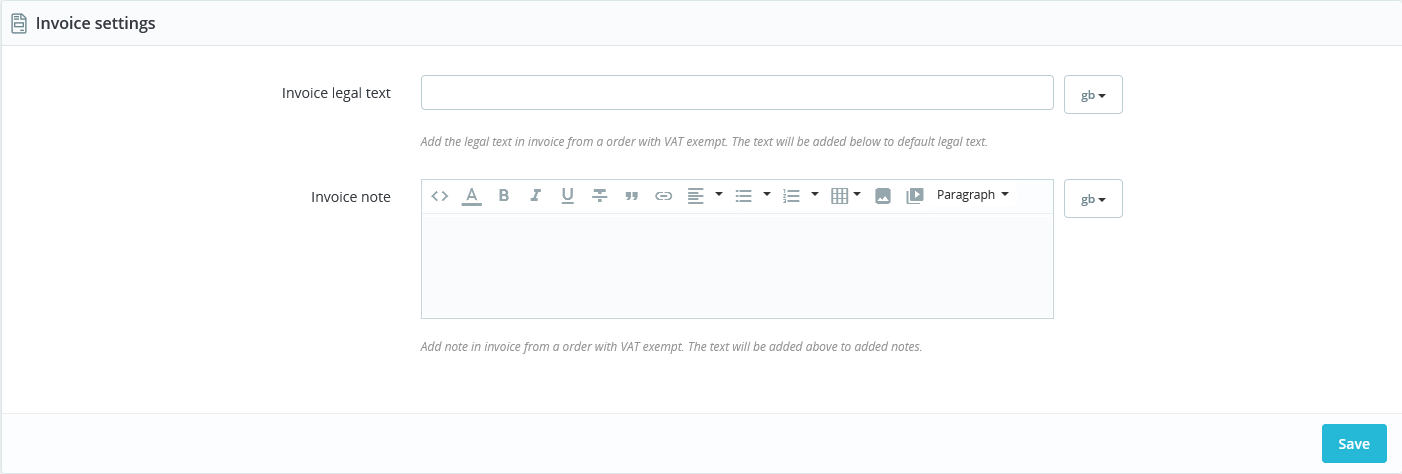 Invoice settings
Invoice legal text
gb
Add the legal text in invoice from a order with VAT exempt. The text will be added below to default legal text.
Invoice note
Paragraph
gb
Add note in invoice from a order with VAT exempt. The text will be added above to added notes.
Save